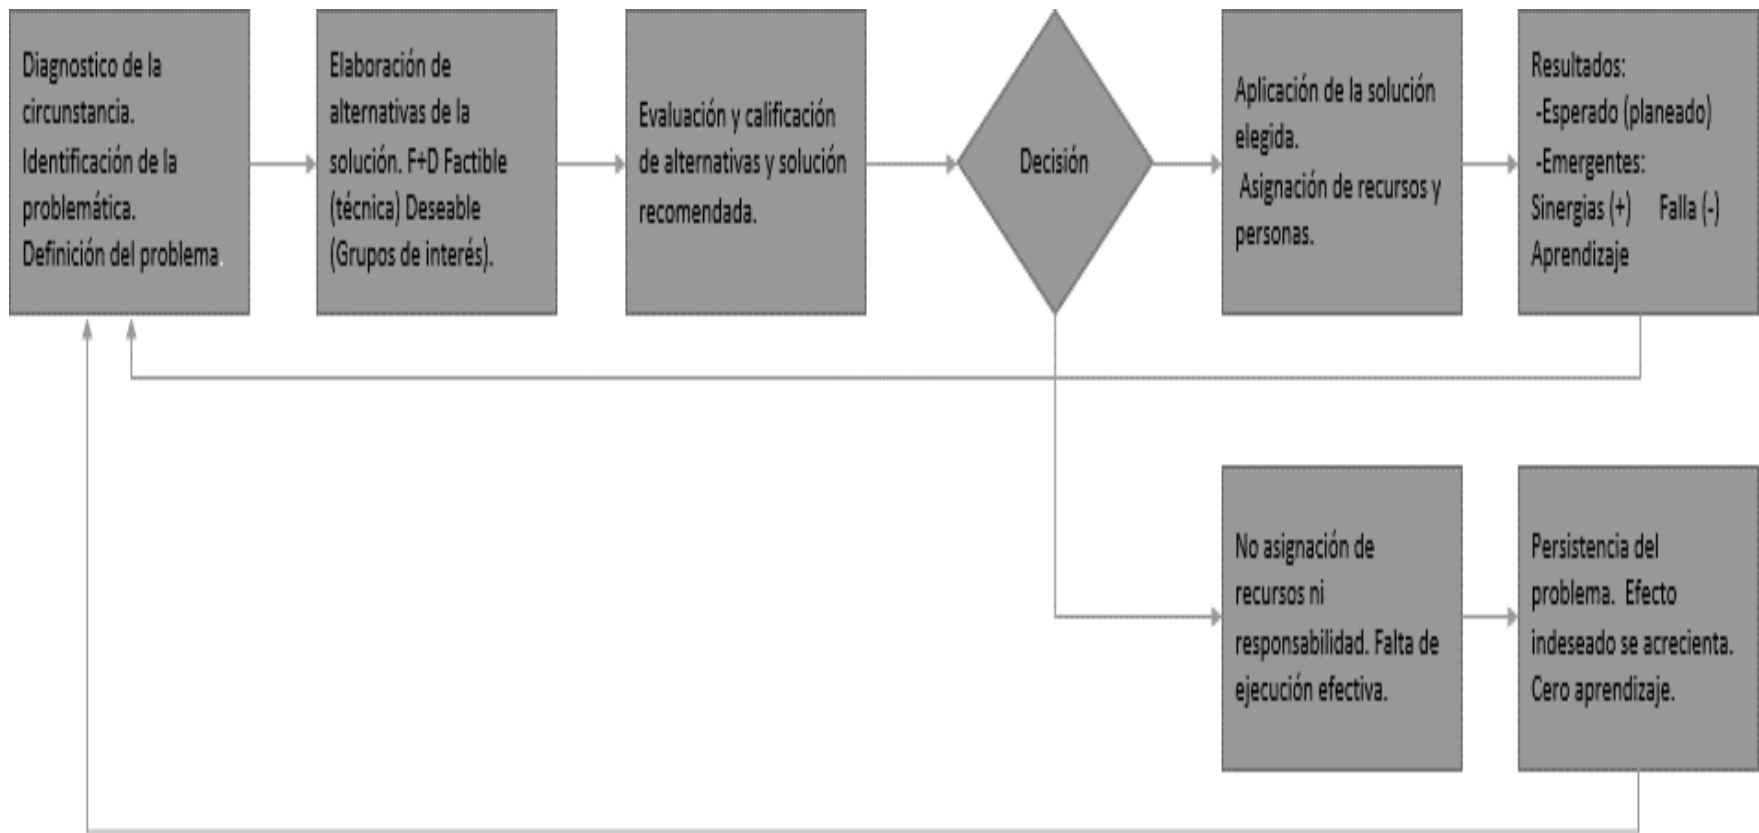 Diagnostico de la
circunstancia.
Identificación de la
problemática.
Definición del problema.
Elaboración de
alternativas de la
solución. F+D Factible
(técnica) Deseable
(Grupos de interés).
Evaluación y calificación
de alternativas y solución
recomendada.
Decisión
Aplicación de la solución
elegida.
Asignación de recursos y
personas.
Resultados:
-Esperado (planeado)
-Emergentes:
Sinergias (+) Falla (-)
Aprendizaje
No asignación de
recursos ni
responsabilidad. Falta de
ejecución efectiva.
Persistencia del
problema. Efecto
indeseado se acrecienta.
Cero aprendizaje.